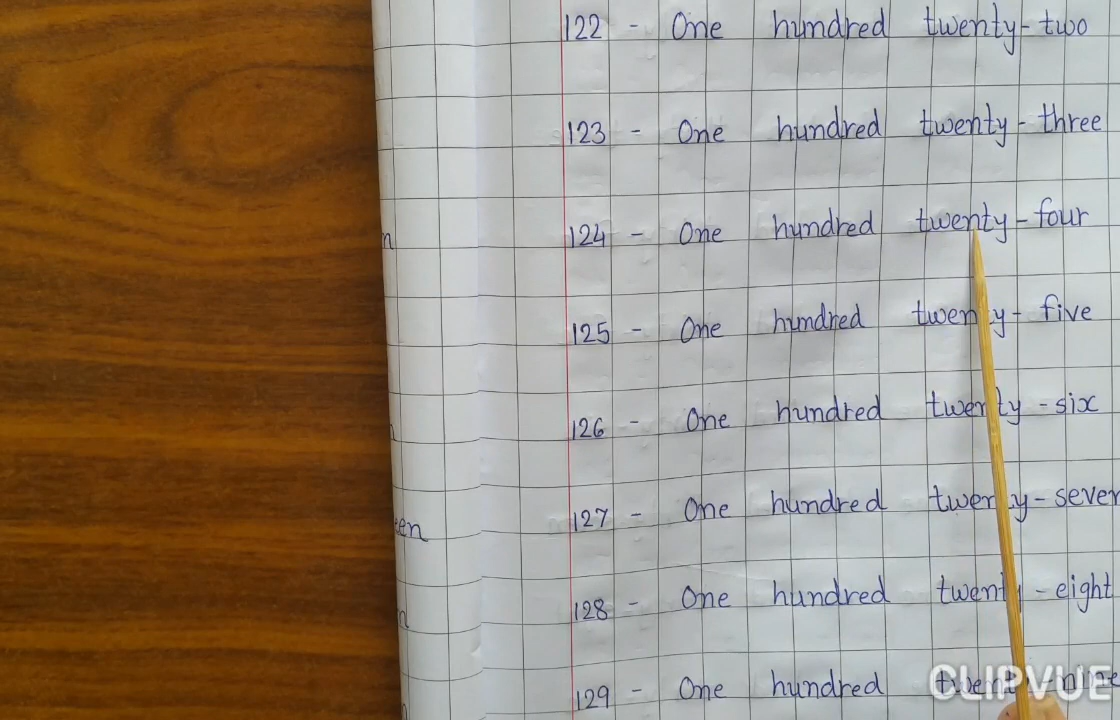 122 - One hundred twenty-two
123 - One hundred twenty-three
124 - One hundred twenty-four
125 - One hundred twenty-five
126 - One hundred twenty-six
127 - One hundred twenty-seven
128 - One hundred twenty-eight
129 - One hundred twenty-nine
CLIPVUE